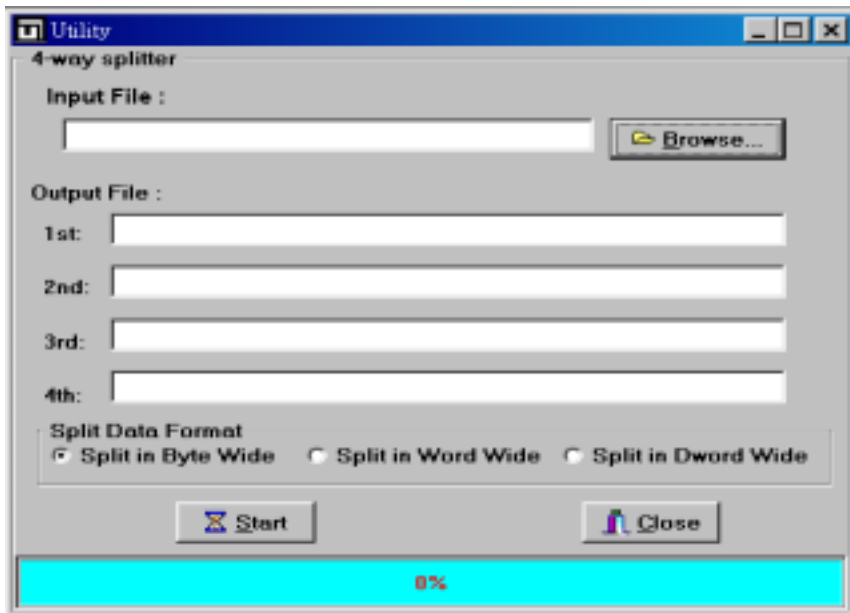 Utility
4-way splitter
Input File :
Browse...
Output File :
1st:
2nd:
3rd:
4th:
Split Data Format
Split in Byte Wide Split in Word Wide Split in Dword Wide
Start Close
0%